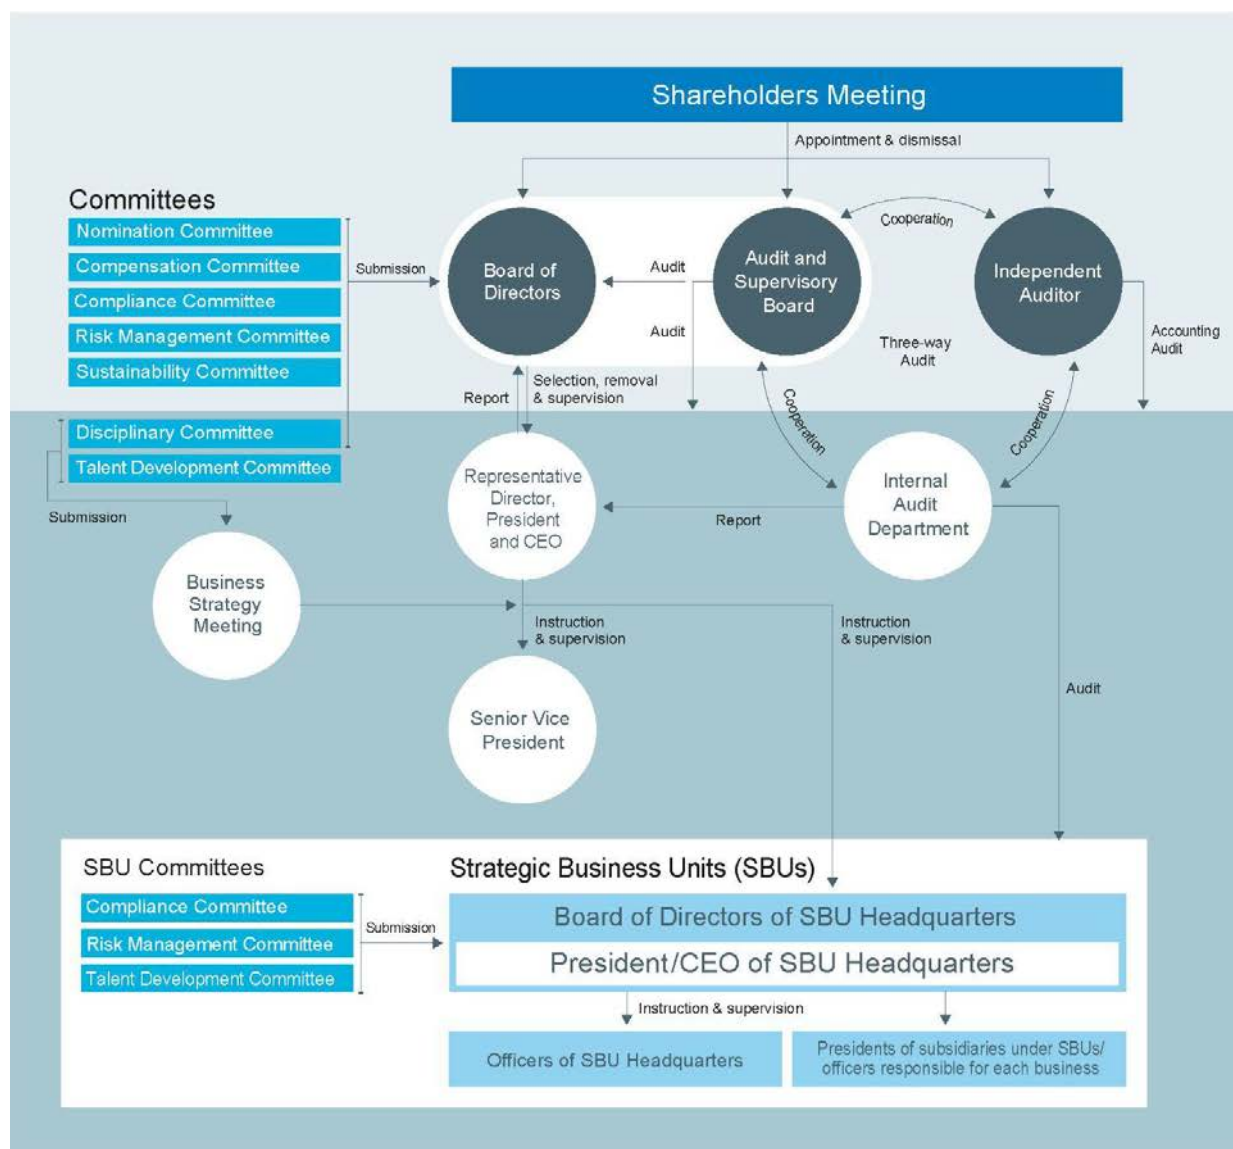 Shareholders Meeting
Appointment & dismissal
Committees
Nomination Committee
Compensation Committee
Compliance Committee
Risk Management Committee
Sustainability Committee
Disciplinary Committee
Talent Development Committee
Submission
Submission
Board of
Directors
Audit
Audit
Audit and
Supervisory
Board
Cooperation
Independent
Auditor
Three-way
Audit
Accounting
Audit
Report
Selection, removal
& supervision
Cooperation
Cooperation
Representative
Director,
President
and CEO
Report
Internal
Audit
Department
Business
Strategy
Meeting
Instruction
& supervision
Instruction
& supervision
Audit
Senior Vice
President
SBU Committees
Compliance Committee
Risk Management Committee
Talent Development Committee
Submission
Strategic Business Units (SBUs)
Board of Directors of SBU Headquarters
President/CEO of SBU Headquarters
Instruction & supervision
Officers of SBU Headquarters
Presidents of subsidiaries under SBUs/
officers responsible for each business